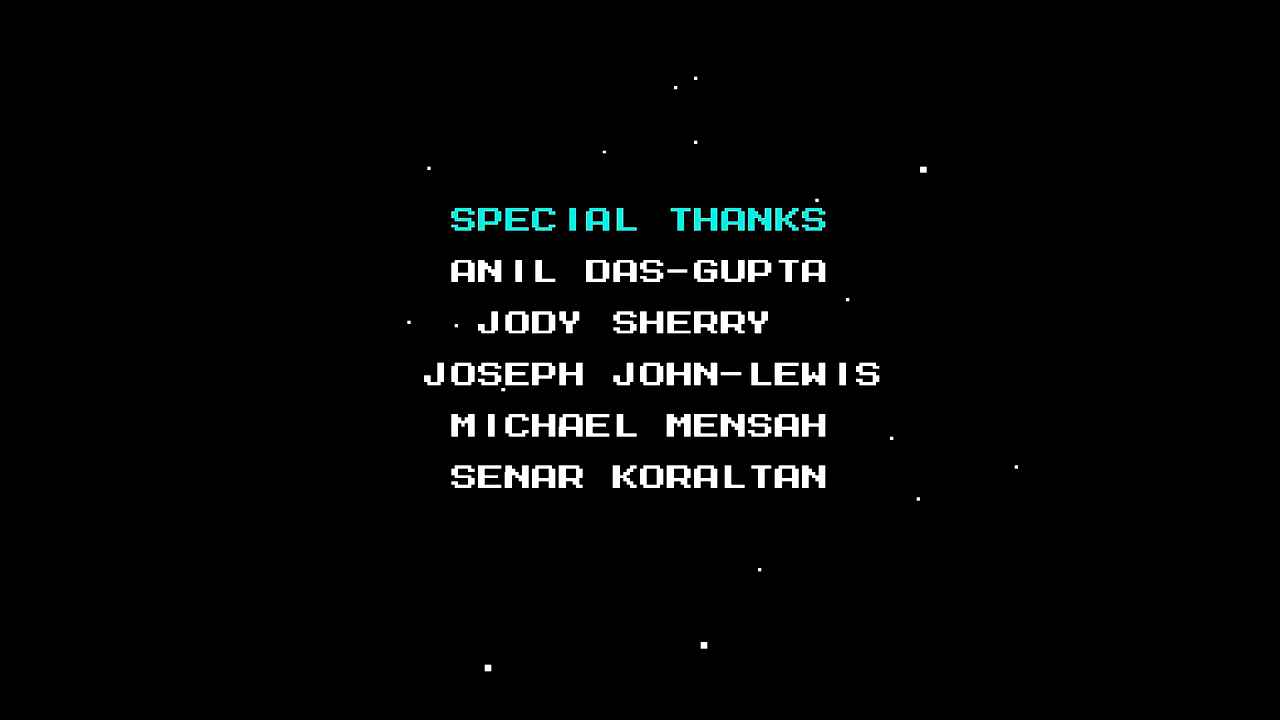 SPECIAL THANKS
ANIL DAS-GUPTA
JODY SHERRY
JOSEPH JOHN-LEWIS
MICHAEL MENSAH
SENAR KORALTAN